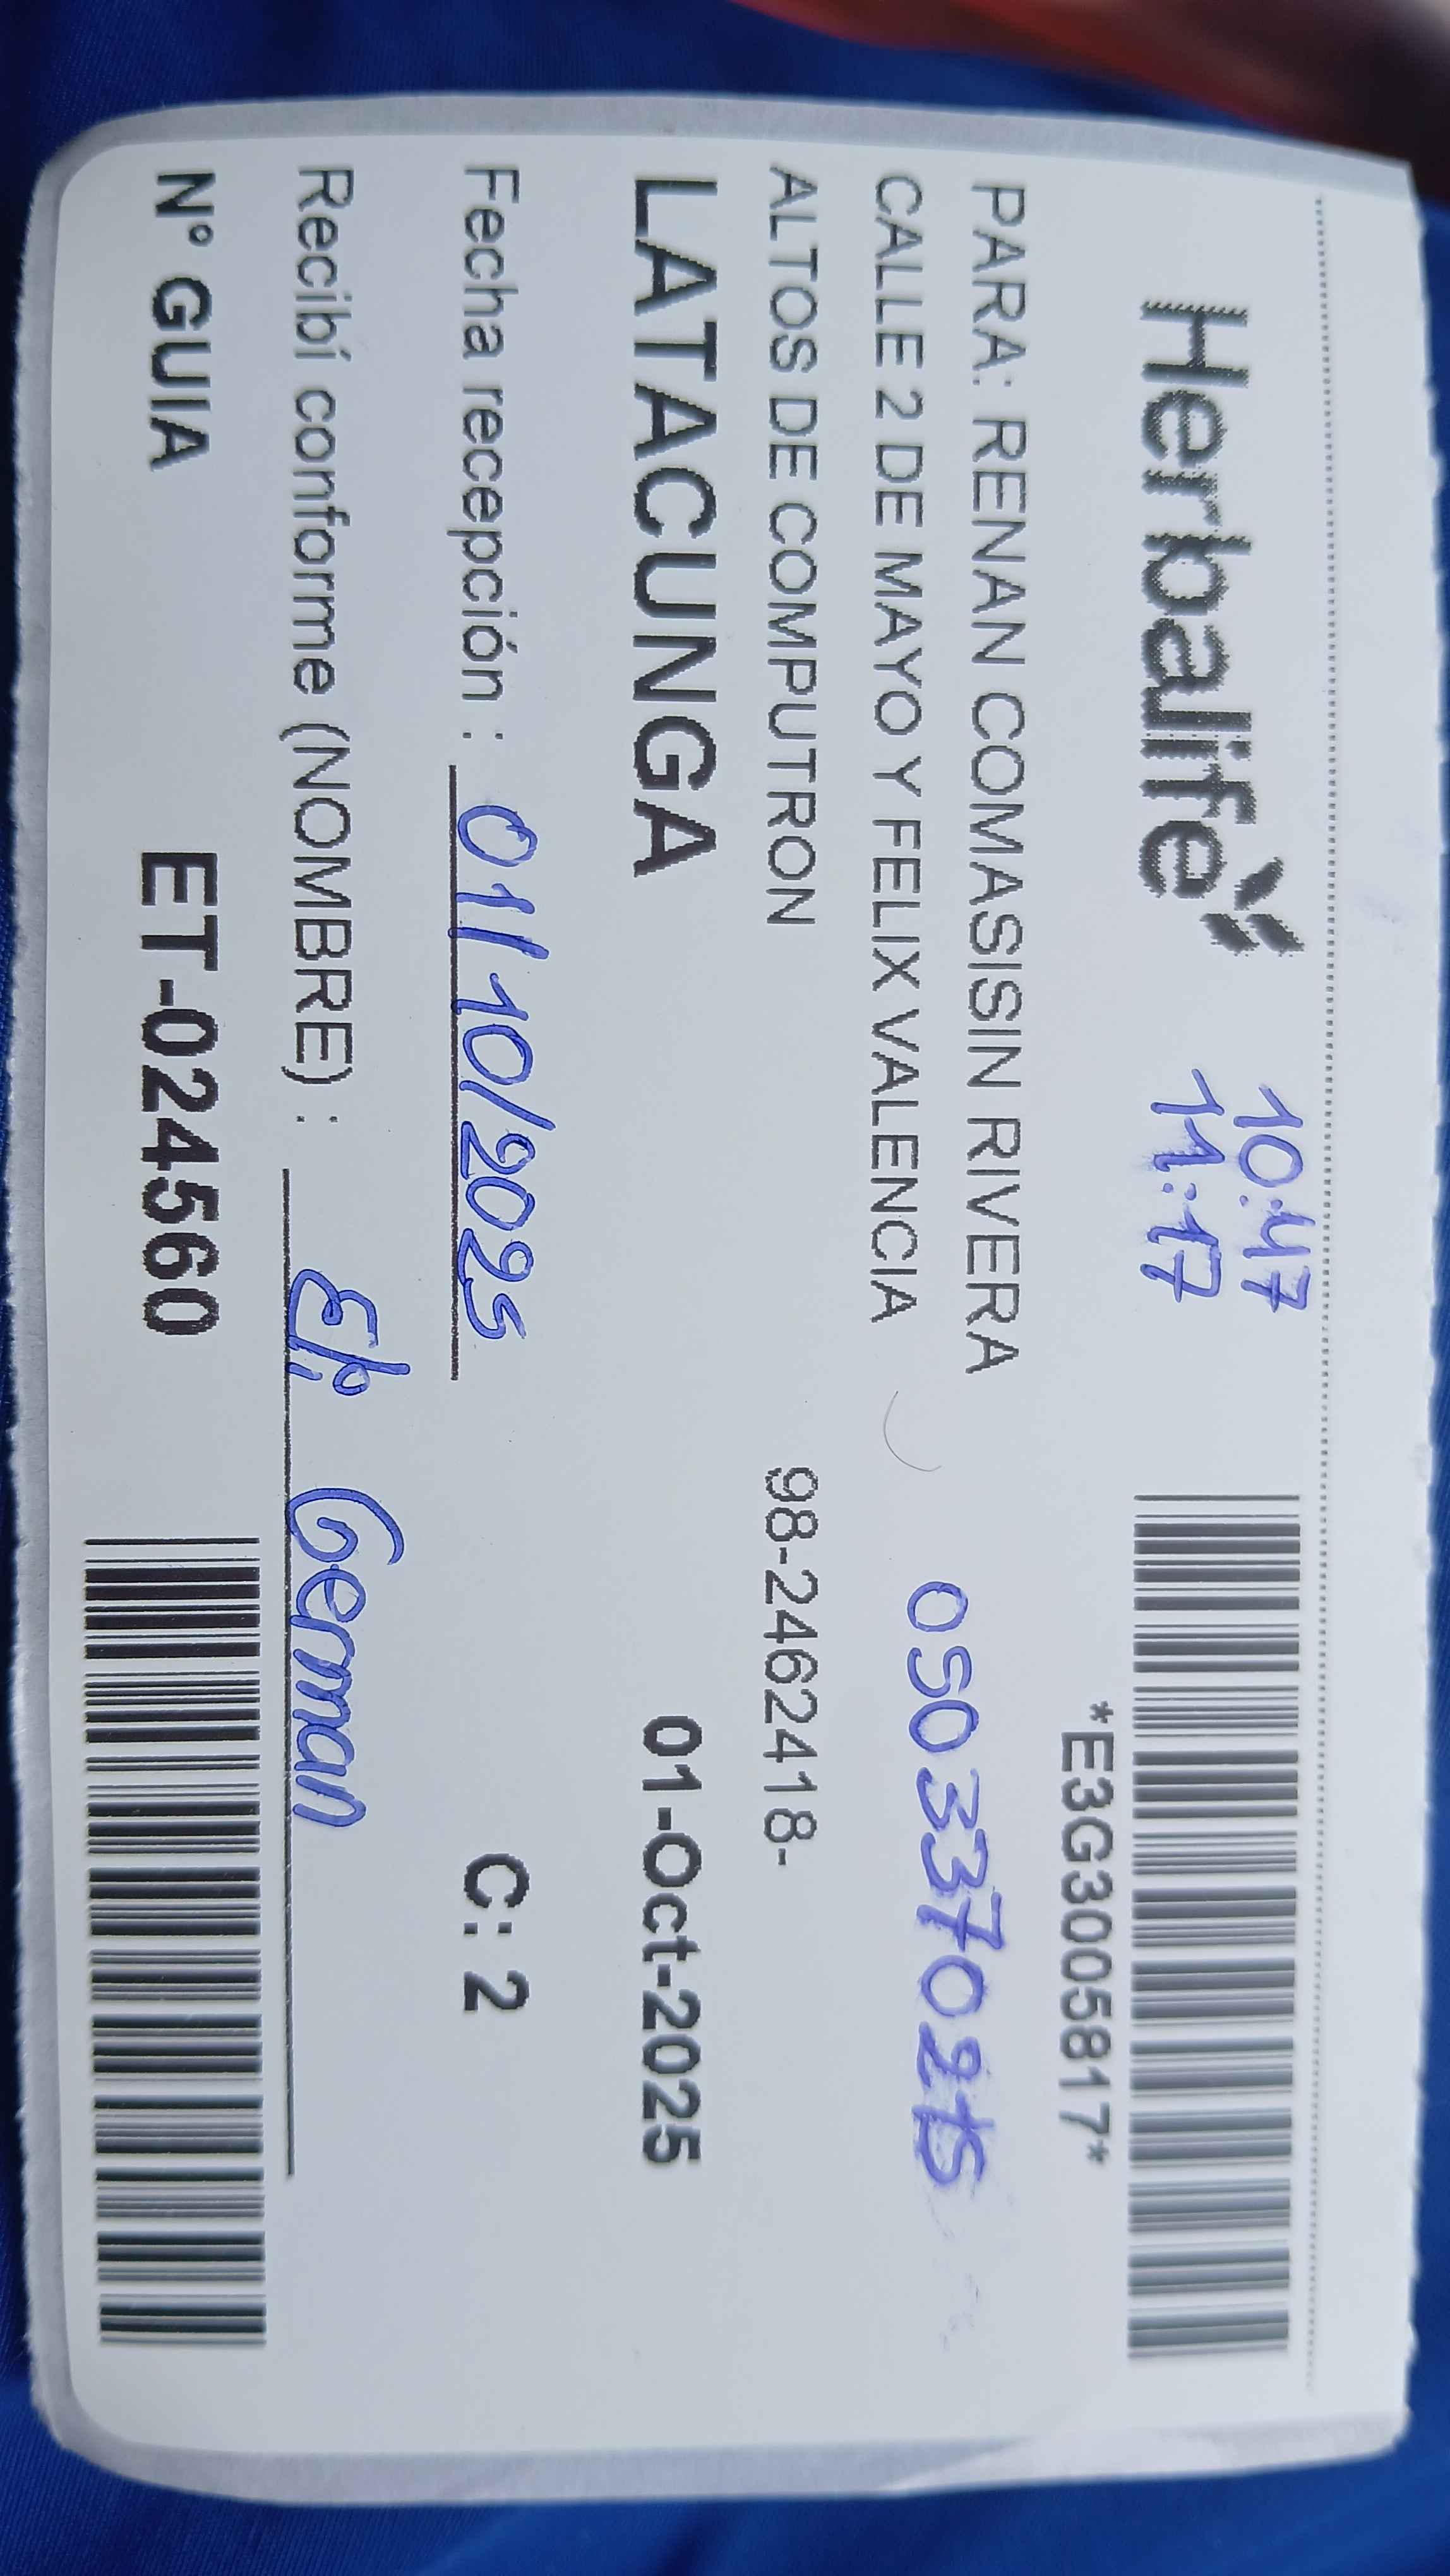 Herbalife
10:47
11:17
*E3G3005817*
PARA: RENAN COMASISIN RIVERA
CALLE 2 DE MAYO Y FELIX VALENCIA
0503370215
ALTOS DE COMPUTRON 98-2462418-
LATACUNGA 01-Oct-2025
Fecha recepción : 01/10/2025 C: 2
Recibí conforme (NOMBRE) : German
N° GUIA ET-024560